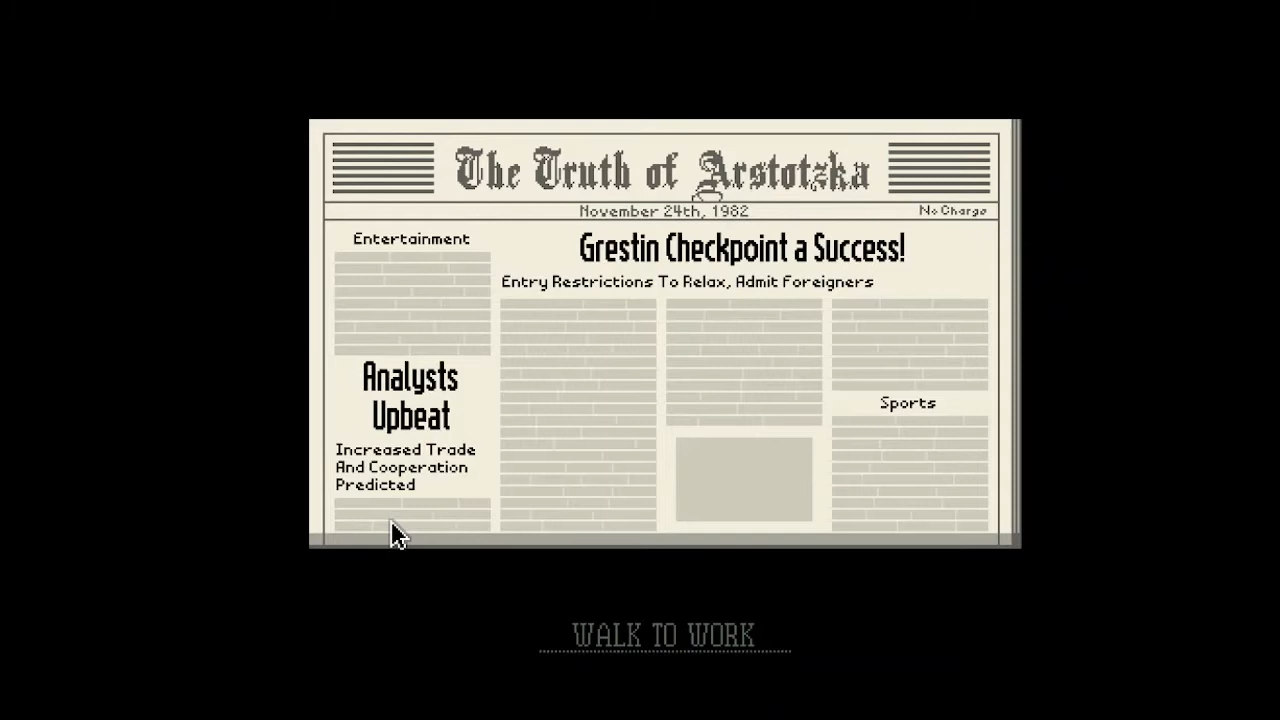 The Truth of Arstotzka
November 24th, 1982
No Charge
Entertainment
Analysts
Upbeat
Increased Trade
And Cooperation
Predicted
Grestin Checkpoint a Success!
Entry Restrictions To Relax, Admit Foreigners
Sports
WALK TO WORK